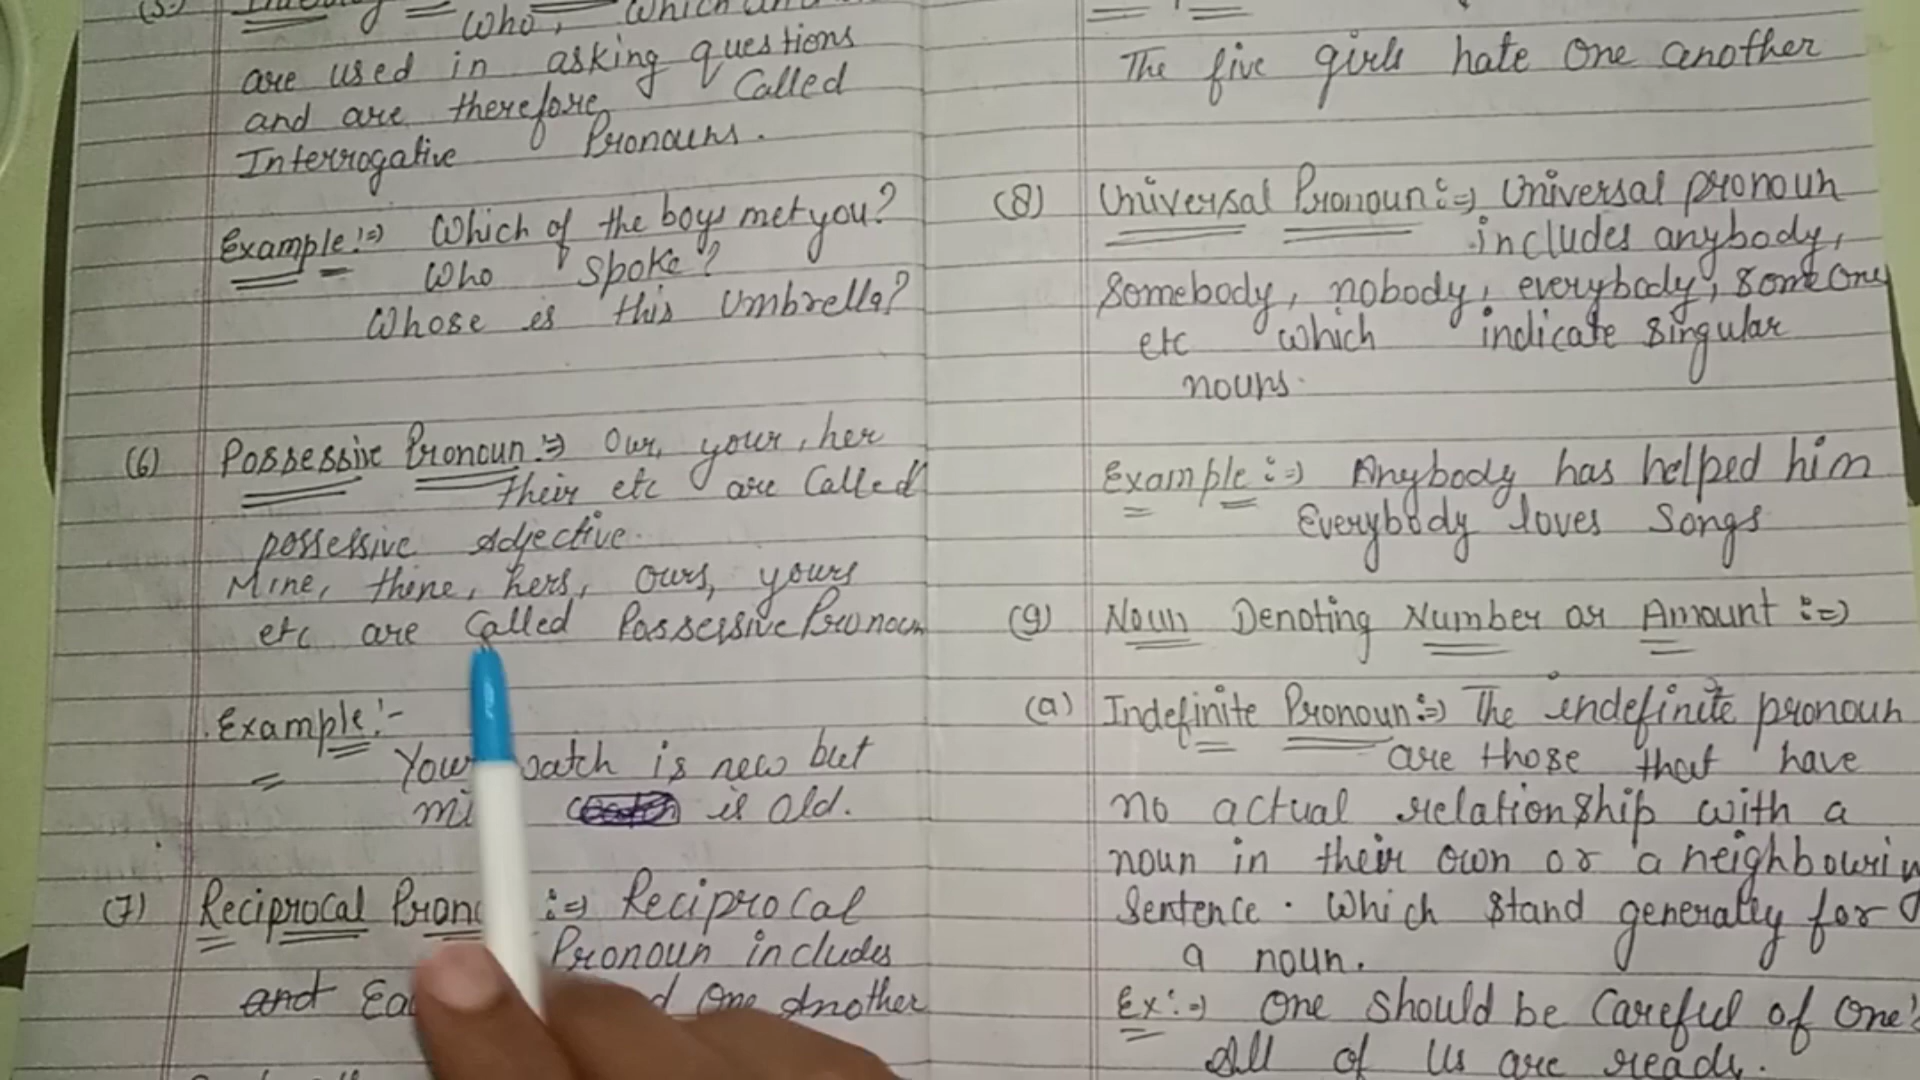 (5)
Who, Which
are used in asking questions
and are therefore Called
Interrogative Pronouns.
Example:=) Which of the boys met you?
Who spoke?
Whose is this Umbrella?
(6) Possessive Pronoun => Our, your, her
their etc are Called
possessive Adjective.
Mine, thine, hers, ours, yours
etc are Called Possessive Pronoun
Example:-
Your watch is new but
is old.
(7) Reciprocal :=) Reciprocal
Pronoun includes
and One Another
The five girls hate One another
(8) Universal Pronoun:=) Universal pronoun
includes anybody,
Somebody, nobody, everybody, someone
etc which indicate singular
nouns.
Example:=) Anybody has helped him
Everybody loves Songs
(9) Noun Denoting Number or Amount:=)
(a) Indefinite Pronoun:=) The indefinite pronoun
are those that have
no actual relationship with a
noun in their own or a neighbourin
Sentence. Which stand generally for
a noun.
Ex:=) One should be Careful of One's
All of us are ready.